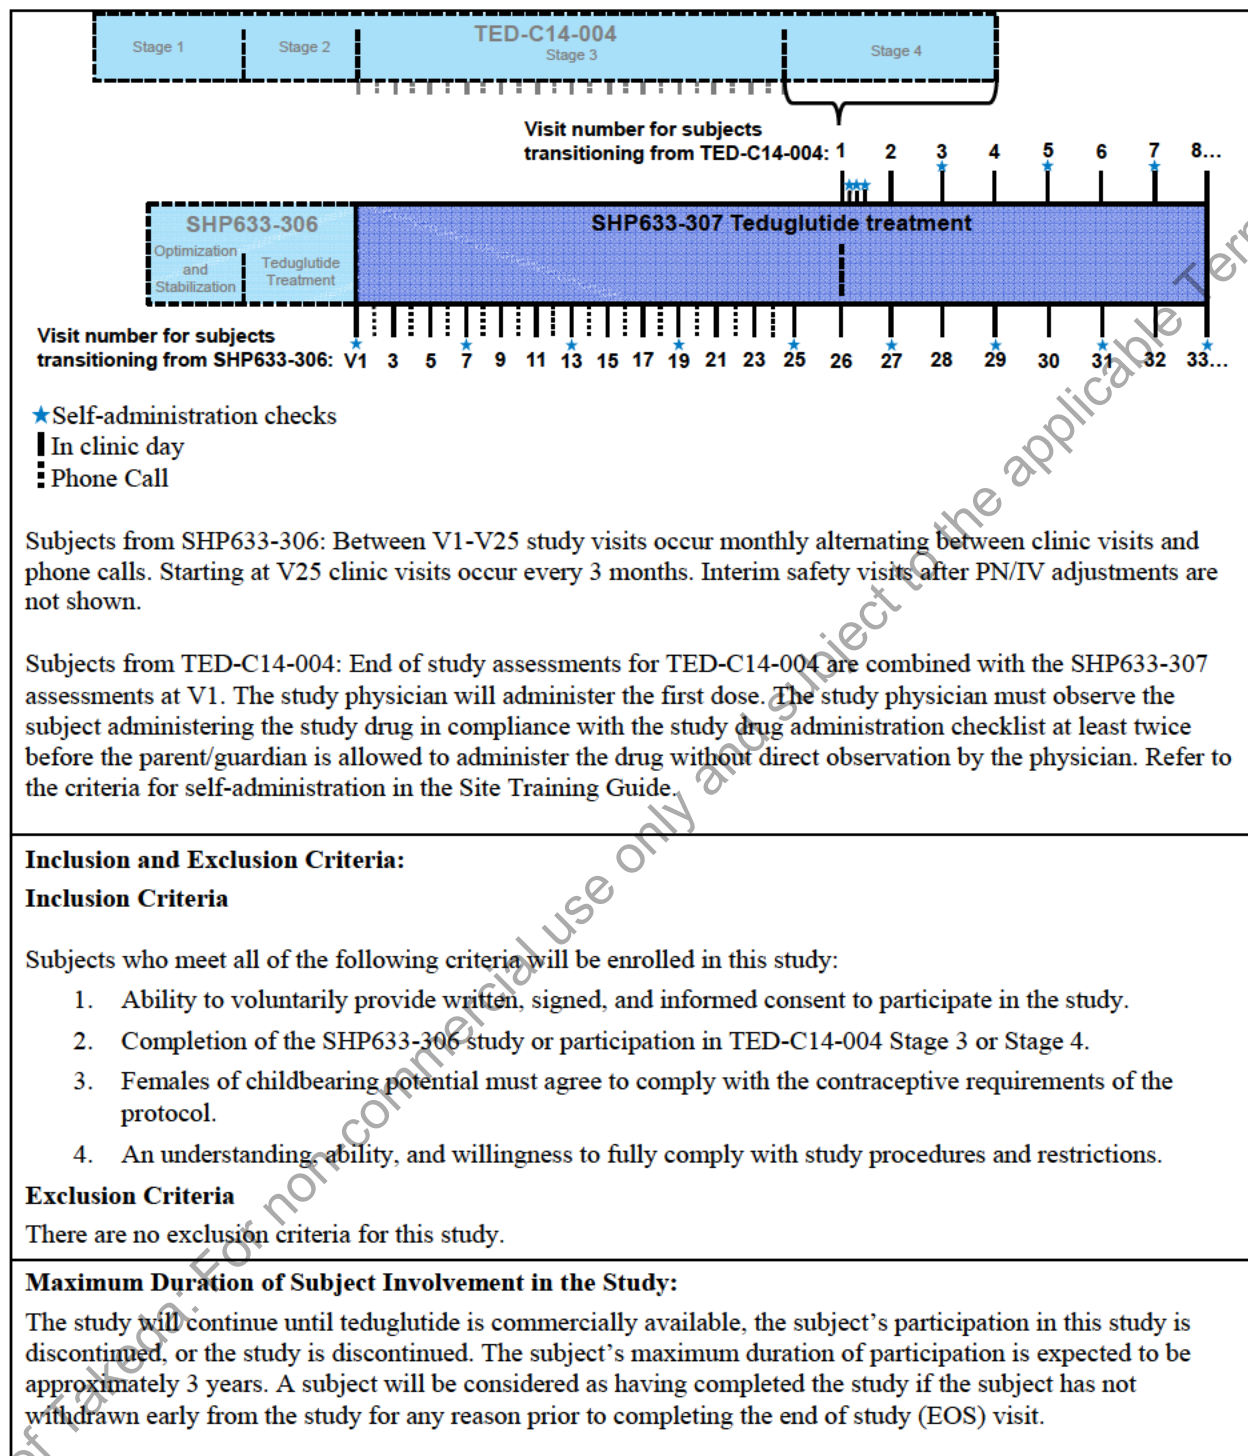 TED-C14-004
Stage 1
Stage 2
Stage 3
Stage 4
Visit number for subjects
transitioning from TED-C14-004: 1 2 3 4 5 6 7 8...
SHP633-306
Optimization
and
Stabilization
Teduglutide
Treatment
SHP633-307 Teduglutide treatment
Visit number for subjects
transitioning from SHP633-306: V1 3 5 7 9 11 13 15 17 19 21 23 25 26 27 28 29 30 31 32 33...
Self-administration checks
In clinic day
Phone Call
Subjects from SHP633-306: Between V1-V25 study visits occur monthly alternating between clinic visits and
phone calls. Starting at V25 clinic visits occur every 3 months. Interim safety visits after PN/IV adjustments are
not shown.
Subjects from TED-C14-004: End of study assessments for TED-C14-004 are combined with the SHP633-307
assessments at V1. The study physician will administer the first dose. The study physician must observe the
subject administering the study drug in compliance with the study drug administration checklist at least twice
before the parent/guardian is allowed to administer the drug without direct observation by the physician. Refer to
the criteria for self-administration in the Site Training Guide.
Inclusion and Exclusion Criteria:
Inclusion Criteria
Subjects who meet all of the following criteria will be enrolled in this study:
1. Ability to voluntarily provide written, signed, and informed consent to participate in the study.
2. Completion of the SHP633-306 study or participation in TED-C14-004 Stage 3 or Stage 4.
3. Females of childbearing potential must agree to comply with the contraceptive requirements of the
protocol.
4. An understanding, ability, and willingness to fully comply with study procedures and restrictions.
Exclusion Criteria
There are no exclusion criteria for this study.
Maximum Duration of Subject Involvement in the Study:
The study will continue until teduglutide is commercially available, the subject's participation in this study is
discontinued, or the study is discontinued. The subject's maximum duration of participation is expected to be
approximately 3 years. A subject will be considered as having completed the study if the subject has not
withdrawn early from the study for any reason prior to completing the end of study (EOS) visit.
of Takeda: For non-commercial use only and subject to the applicable